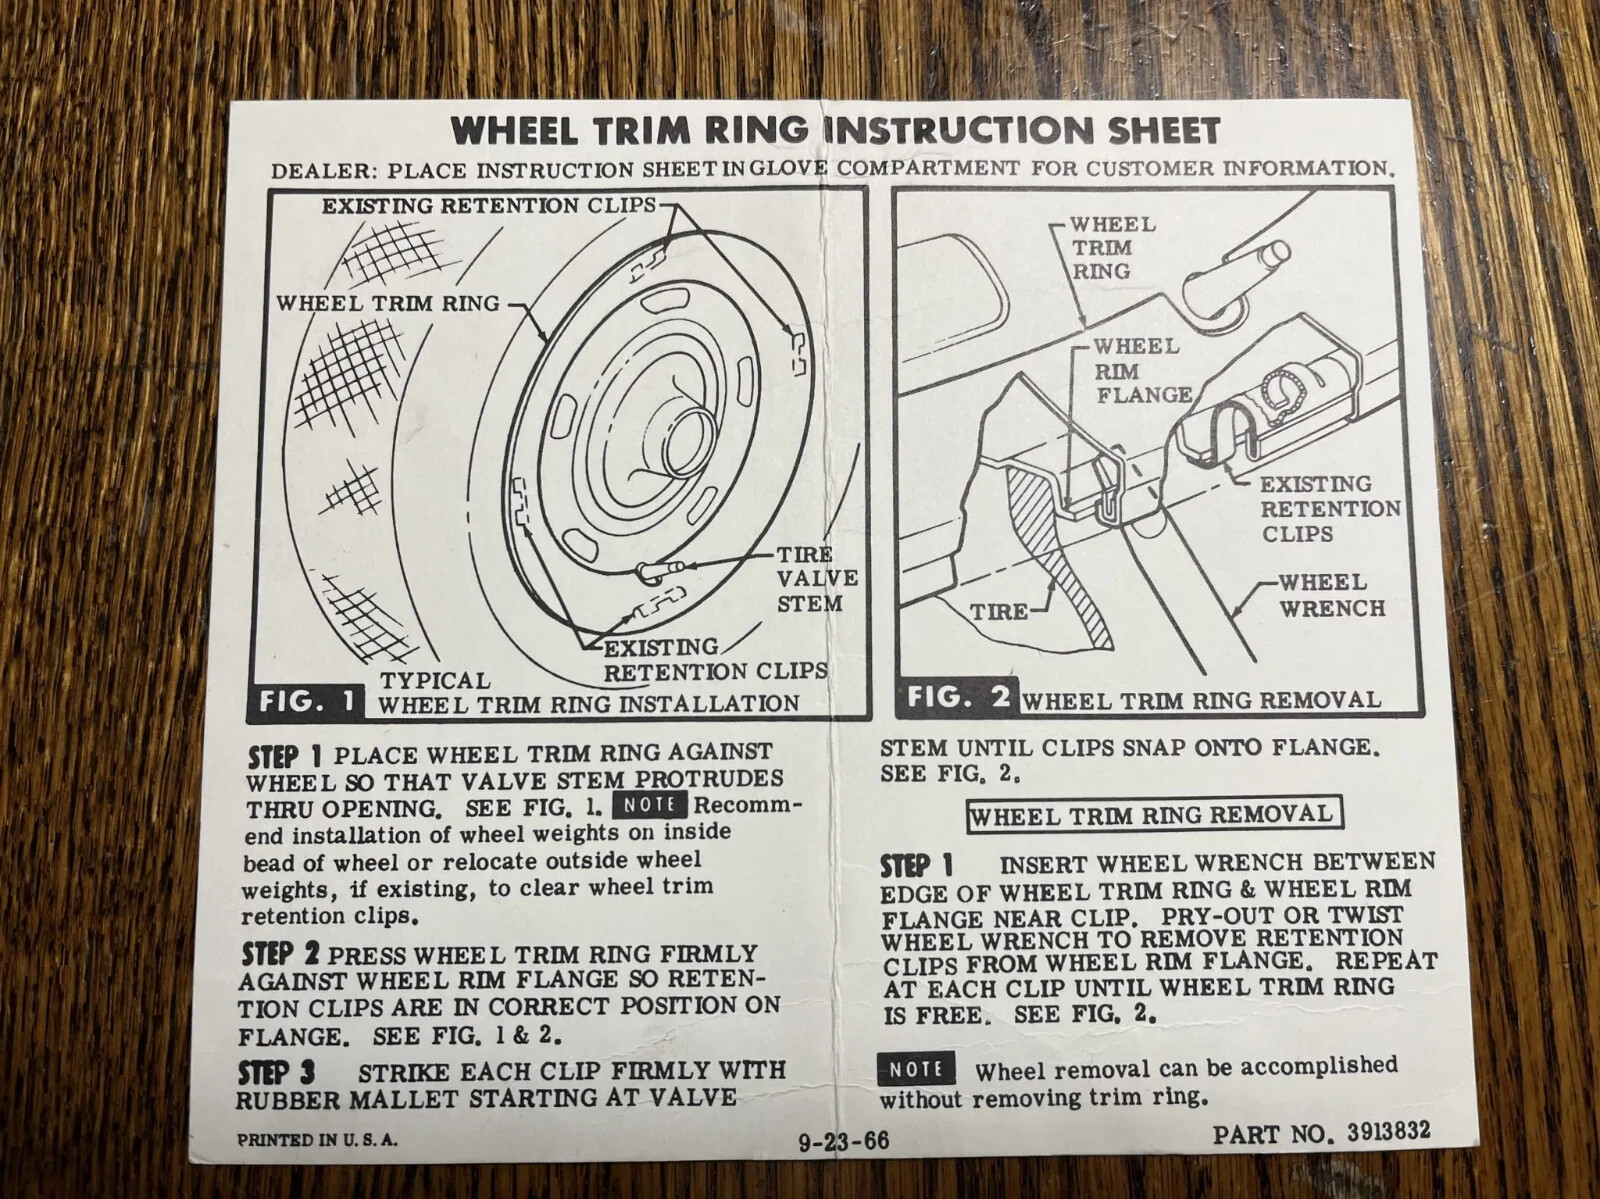 WHEEL TRIM RING INSTRUCTION SHEET
DEALER: PLACE INSTRUCTION SHEET IN GLOVE COMPARTMENT FOR CUSTOMER INFORMATION.
EXISTING RETENTION CLIPS
WHEEL TRIM RING
TIRE
VALVE
STEM
EXISTING
RETENTION CLIPS
FIG. 1
TYPICAL
WHEEL TRIM RING INSTALLATION
WHEEL
TRIM
RING
WHEEL
RIM
FLANGE
EXISTING
RETENTION
CLIPS
WHEEL
WRENCH
TIRE
FIG. 2 WHEEL TRIM RING REMOVAL
STEP 1 PLACE WHEEL TRIM RING AGAINST
WHEEL SO THAT VALVE STEM PROTRUDES
THRU OPENING. SEE FIG. 1. NOTE Recomm-
end installation of wheel weights on inside
bead of wheel or relocate outside wheel
weights, if existing, to clear wheel trim
retention clips.
STEP 2 PRESS WHEEL TRIM RING FIRMLY
AGAINST WHEEL RIM FLANGE SO RETEN-
TION CLIPS ARE IN CORRECT POSITION ON
FLANGE. SEE FIG. 1 & 2.
STEP 3 STRIKE EACH CLIP FIRMLY WITH
RUBBER MALLET STARTING AT VALVE
STEM UNTIL CLIPS SNAP ONTO FLANGE.
SEE FIG. 2.
WHEEL TRIM RING REMOVAL
STEP 1 INSERT WHEEL WRENCH BETWEEN
EDGE OF WHEEL TRIM RING & WHEEL RIM
FLANGE NEAR CLIP. PRY-OUT OR TWIST
WHEEL WRENCH TO REMOVE RETENTION
CLIPS FROM WHEEL RIM FLANGE. REPEAT
AT EACH CLIP UNTIL WHEEL TRIM RING
IS FREE. SEE FIG. 2.
NOTE Wheel removal can be accomplished
without removing trim ring.
PRINTED IN U. S. A.
9-23-66
PART NO. 3913832